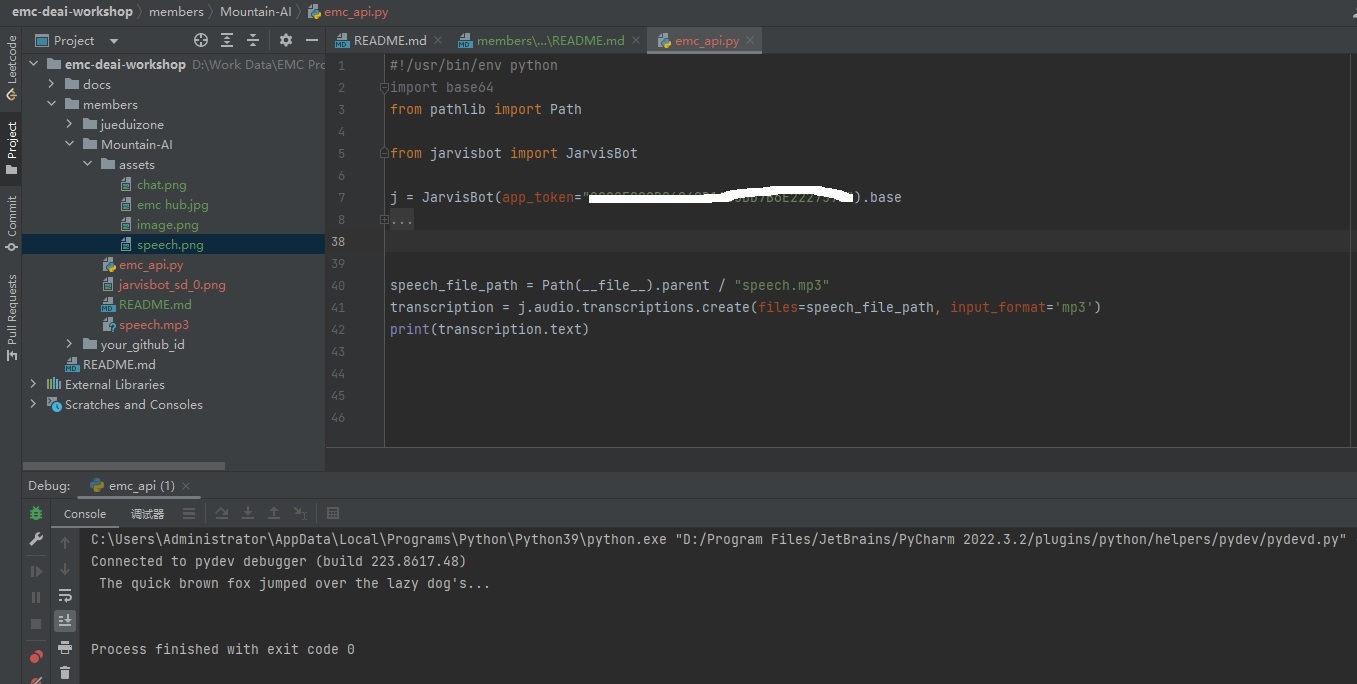 emc-deai-workshop members Mountain-AI emc_api.py
Leetcode
Project
Commit
Pull Requests
Project
README.md
members\...\README.md
emc_api.py
emc-deai-workshop D:\Work Data\EMC Pro
docs
members
jueduizone
Mountain-AI
assets
chat.png
emc hub.jpg
image.png
speech.png
emc_api.py
jarvisbot_sd_0.png
README.md
speech.mp3
your_github_id
README.md
External Libraries
Scratches and Consoles
1 #!/usr/bin/env python
2 import base64
3 from pathlib import Path
4
5 from jarvisbot import JarvisBot
6
7 j = JarvisBot(app_token=" ).base
8 ...
38
39
40 speech_file_path = Path(__file__).parent / "speech.mp3"
41 transcription = j.audio.transcriptions.create(files=speech_file_path, input_format='mp3')
42 print(transcription.text)
43
44
45
46
Debug: emc_api (1)
Console 调试器
C:\Users\Administrator\AppData\Local\Programs\Python\Python39\python.exe "D:/Program Files/JetBrains/PyCharm 2022.3.2/plugins/python/helpers/pydev/pydevd.py"
Connected to pydev debugger (build 223.8617.48)
The quick brown fox jumped over the lazy dog's...
Process finished with exit code 0